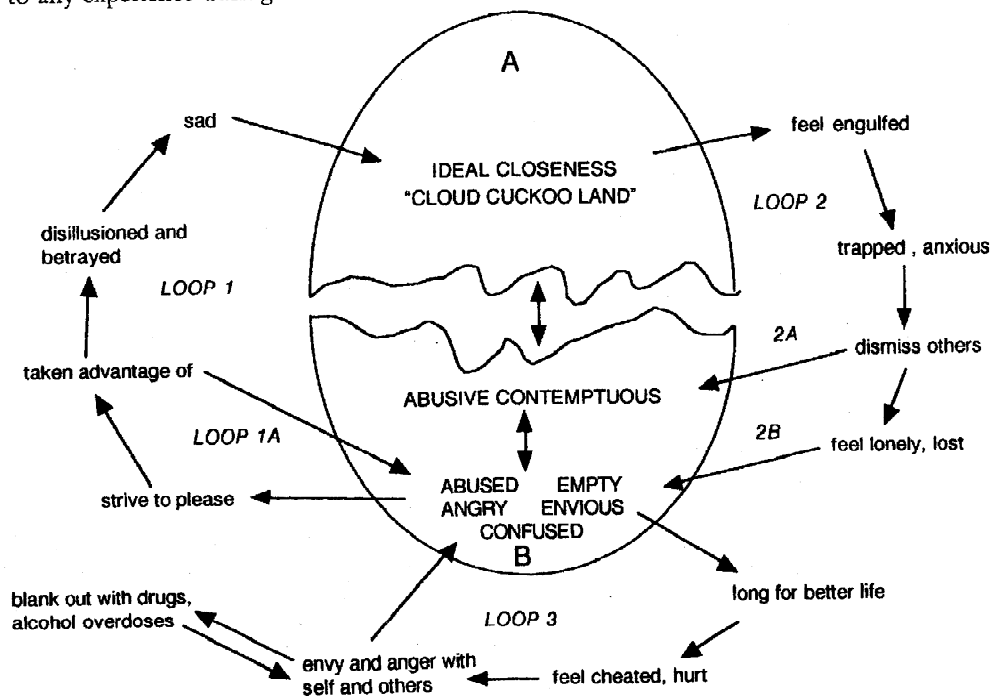 to any experience
A
sad
feel engulfed
IDEAL CLOSENESS
"CLOUD CUCKOO LAND"
LOOP 2
disillusioned and
betrayed
trapped , anxious
LOOP 1
2A
dismiss others
taken advantage of
ABUSIVE CONTEMPTUOUS
LOOP 1A
2B
feel lonely, lost
strive to please
ABUSED EMPTY
ANGRY ENVIOUS
CONFUSED
B
long for better life
blank out with drugs,
alcohol overdoses
LOOP 3
envy and anger with
self and others
feel cheated, hurt